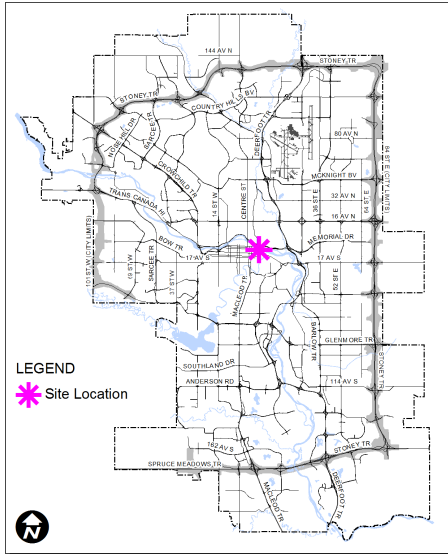 144 AV N
STONEY TR
STONEY TR
COUNTRY HILLS BV
DEERFOOT TR
SARCEE TR
NOSE HILL DR
80 AV N
CROWCHILD TR
MCKNIGHT BV
84 ST E (CITY LIMITS)
TRANS CANADA HI
14 ST W
CENTRE ST
36 ST E
32 AV N
68 ST E
16 AV N
MEMORIAL DR
BOW TR
17 AV S
17 AV S
101 ST W (CITY LIMITS)
69 ST W
SARCEE TR
37 ST W
MACLEOD TR
52 ST E
BARLOW TR
GLENMORE TR
STONEY TR
SOUTHLAND DR
ANDERSON RD
114 AV S
LEGEND
Site Location
162 AV S
STONEY TR
SPRUCE MEADOWS TR
MACLEOD TR
DEERFOOT TR
N